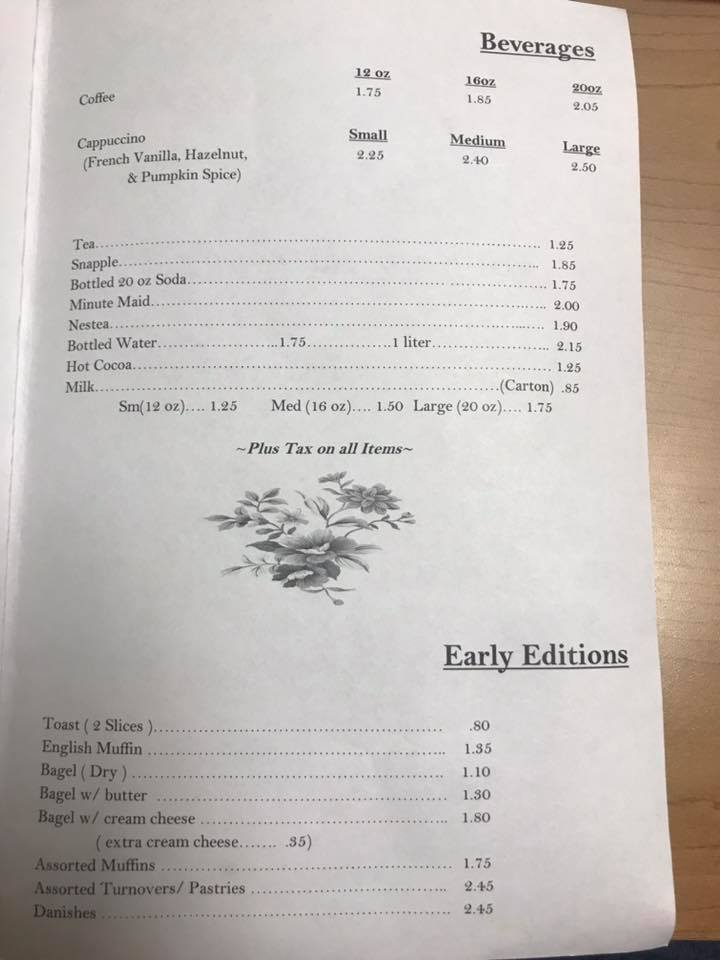 Beverages
12 oz 16oz 20oz
Coffee 1.75 1.85 2.05
Cappuccino Small Medium Large
(French Vanilla, Hazelnut, 2.25 2.40 2.50
& Pumpkin Spice)
Tea 1.25
Snapple 1.85
Bottled 20 oz Soda 1.75
Minute Maid 2.00
Nestea 1.90
Bottled Water 1.75 1 liter 2.15
Hot Cocoa 1.25
Milk (Carton) .85
Sm(12 oz).... 1.25 Med (16 oz).... 1.50 Large (20 oz).... 1.75
~Plus Tax on all Items~
Early Editions
Toast ( 2 Slices ) .80
English Muffin 1.35
Bagel ( Dry ) 1.10
Bagel w/ butter 1.30
Bagel w/ cream cheese 1.80
( extra cream cheese....... .35)
Assorted Muffins 1.75
Assorted Turnovers/ Pastries 2.45
Danishes 2.45